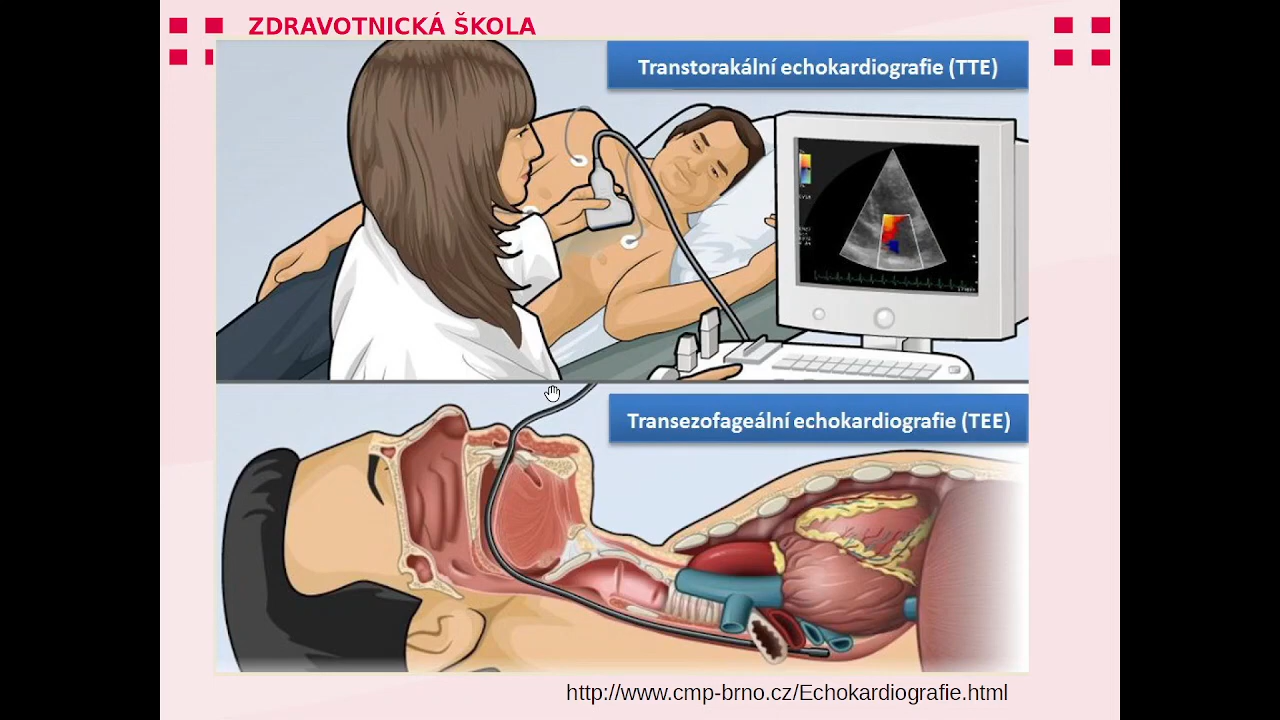 ZDRAVOTNICKÁ ŠKOLA
Transtorakální echokardiografie (TTE)
Transezofageální echokardiografie (TEE)
http://www.cmp-brno.cz/Echokardiografie.html